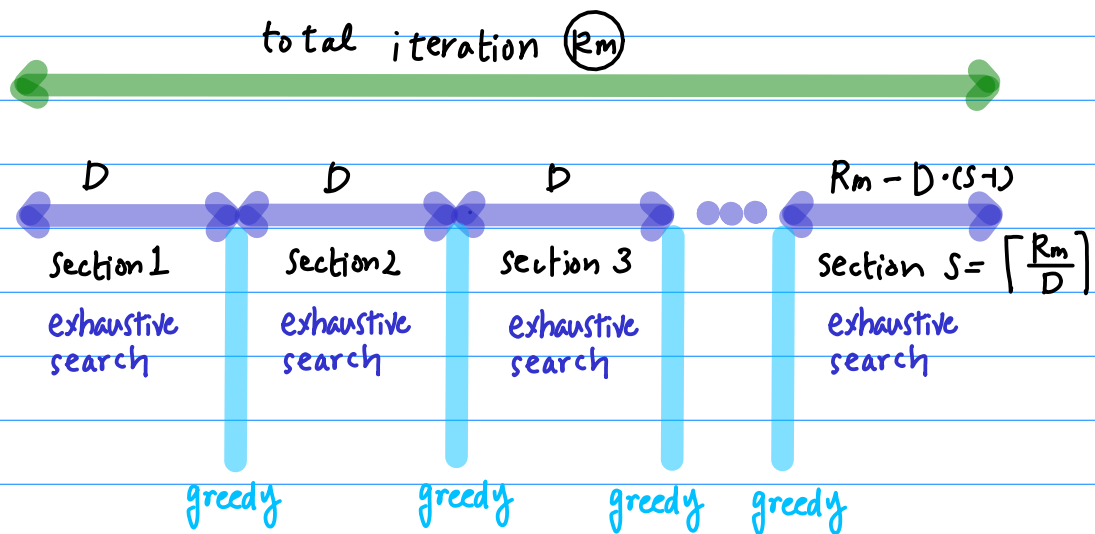 total iteration Rm
D D D Rm - D·(S-1)
section 1 section 2 section 3 section S = ⌈Rm/D⌉
exhaustive exhaustive exhaustive exhaustive
search search search search
greedy greedy greedy greedy